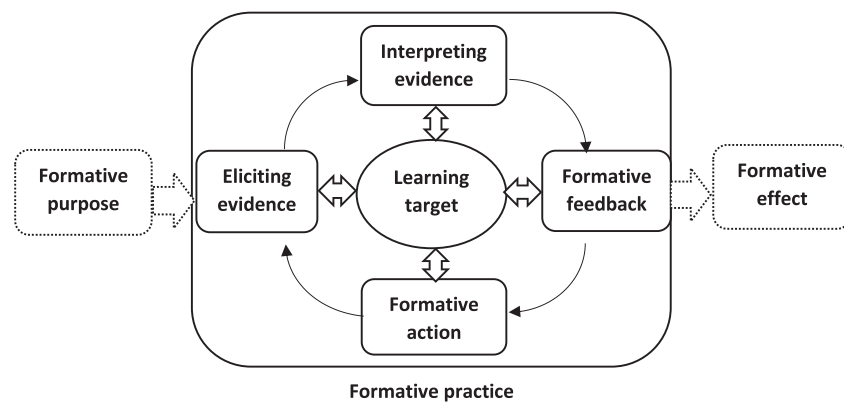 Interpreting
evidence
Formative
purpose
Eliciting
evidence
Learning
target
Formative
feedback
Formative
effect
Formative
action
Formative practice